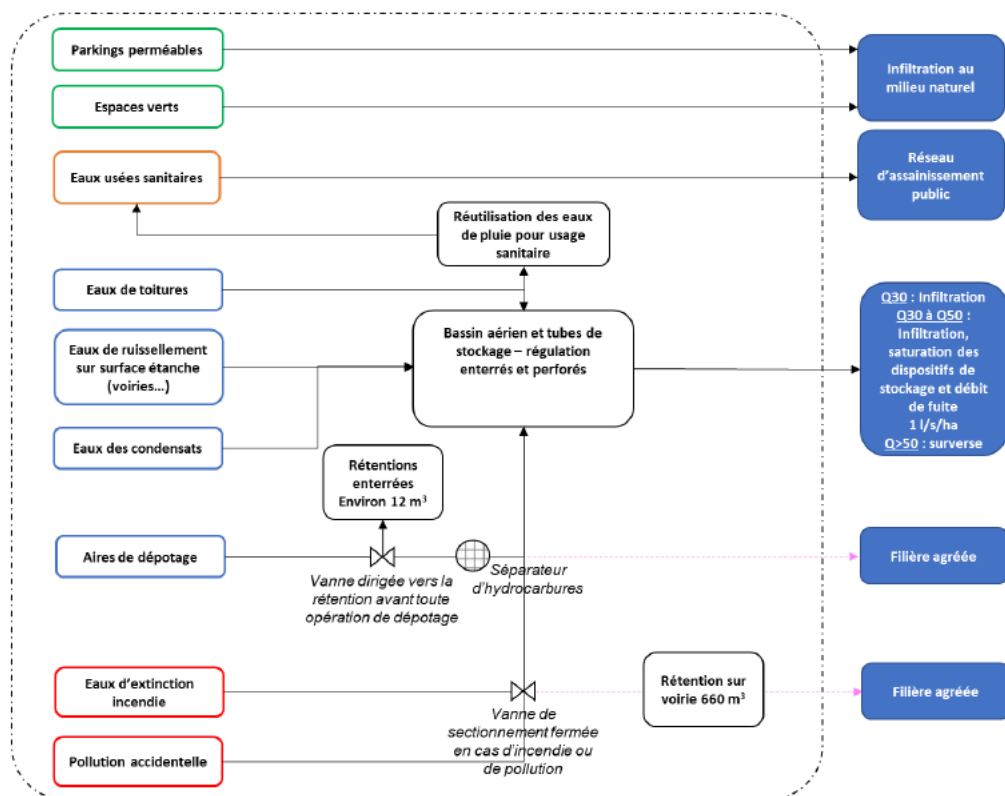 Parkings perméables
Infiltration au
milieu naturel
Espaces verts
Eaux usées sanitaires
Réseau
d'assainissement
public
Réutilisation des eaux
de pluie pour usage
sanitaire
Eaux de toitures
Bassin aérien et tubes de
stockage – régulation
enterrés et perforés
Eaux de ruissellement
sur surface étanche
(voiries...)
Q30 : Infiltration
Q30 à Q50 :
Infiltration,
saturation des
dispositifs de
stockage et débit
de fuite
1 l/s/ha
Q>50 : surverse
Eaux des condensats
Rétentions
enterrées
Environ 12 m³
Aires de dépotage
Vanne dirigée vers la
rétention avant toute
opération de dépotage
Séparateur
d'hydrocarbures
Filière agréée
Eaux d'extinction
incendie
Rétention sur
voirie 660 m³
Filière agréée
Vanne de
sectionnement fermée
en cas d'incendie ou
de pollution
Pollution accidentelle